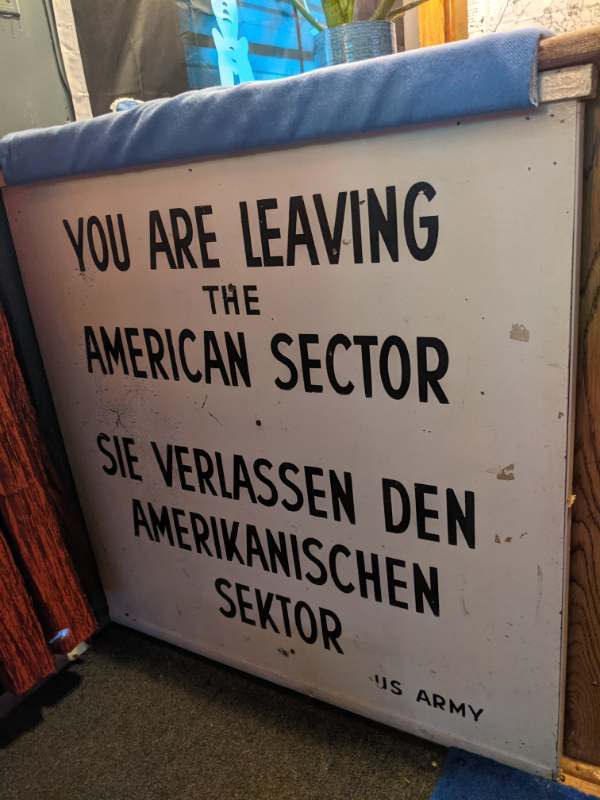 YOU ARE LEAVING
THE
AMERICAN SECTOR
SIE VERLASSEN DEN
AMERIKANISCHEN
SEKTOR
US ARMY